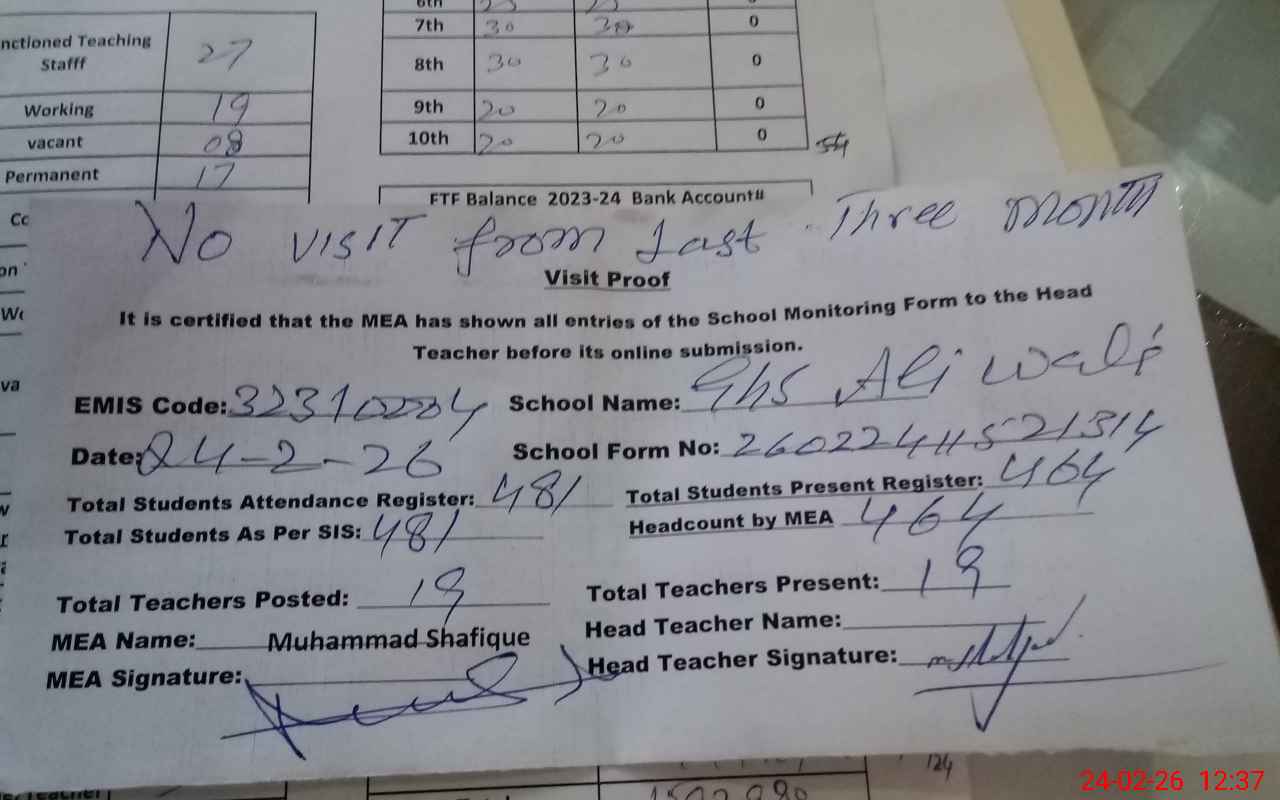 6th
7th 30 30 0
8th 30 30 0
9th 20 20 0
10th 20 20 0
nctioned Teaching
Stafff 27
Working 19
vacant 08
Permanent 17
Cc
FTF Balance 2023-24 Bank Account#
No VISIT from Last Three MONTH
Visit Proof
It is certified that the MEA has shown all entries of the School Monitoring Form to the Head
Teacher before its online submission.
EMIS Code: School Name: Ghs Ali wali
Date: 24-2-26 School Form No: 26022411521314
Total Students Attendance Register: 481 Total Students Present Register: 464
Total Students As Per SIS: 481 Headcount by MEA 464
Total Teachers Posted: 19 Total Teachers Present: 19
MEA Name: Muhammad Shafique Head Teacher Name:
MEA Signature: Head Teacher Signature:
124
24-02-26 12:37